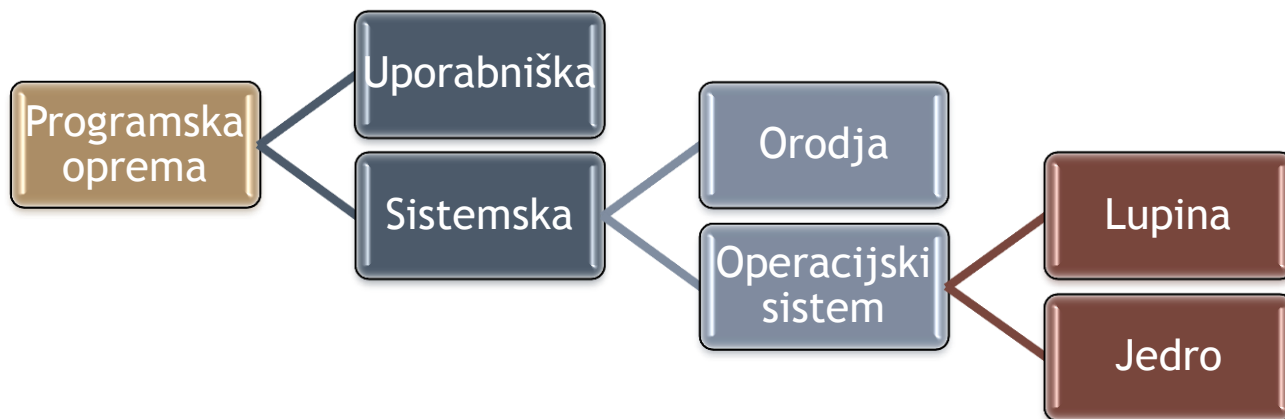 Programska
oprema
Uporabniška
Sistemska
Orodja
Operacijski
sistem
Lupina
Jedro